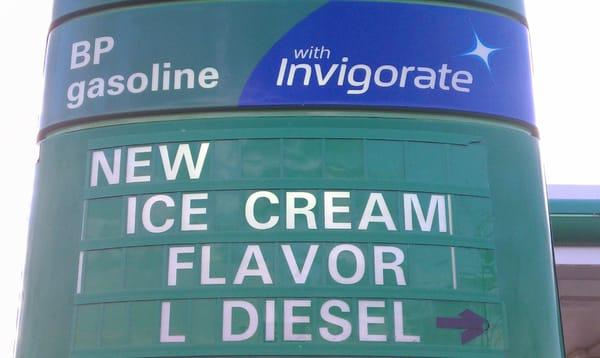 BP
gasoline
with
Invigorate
NEW
ICE CREAM
FLAVOR
L DIESEL